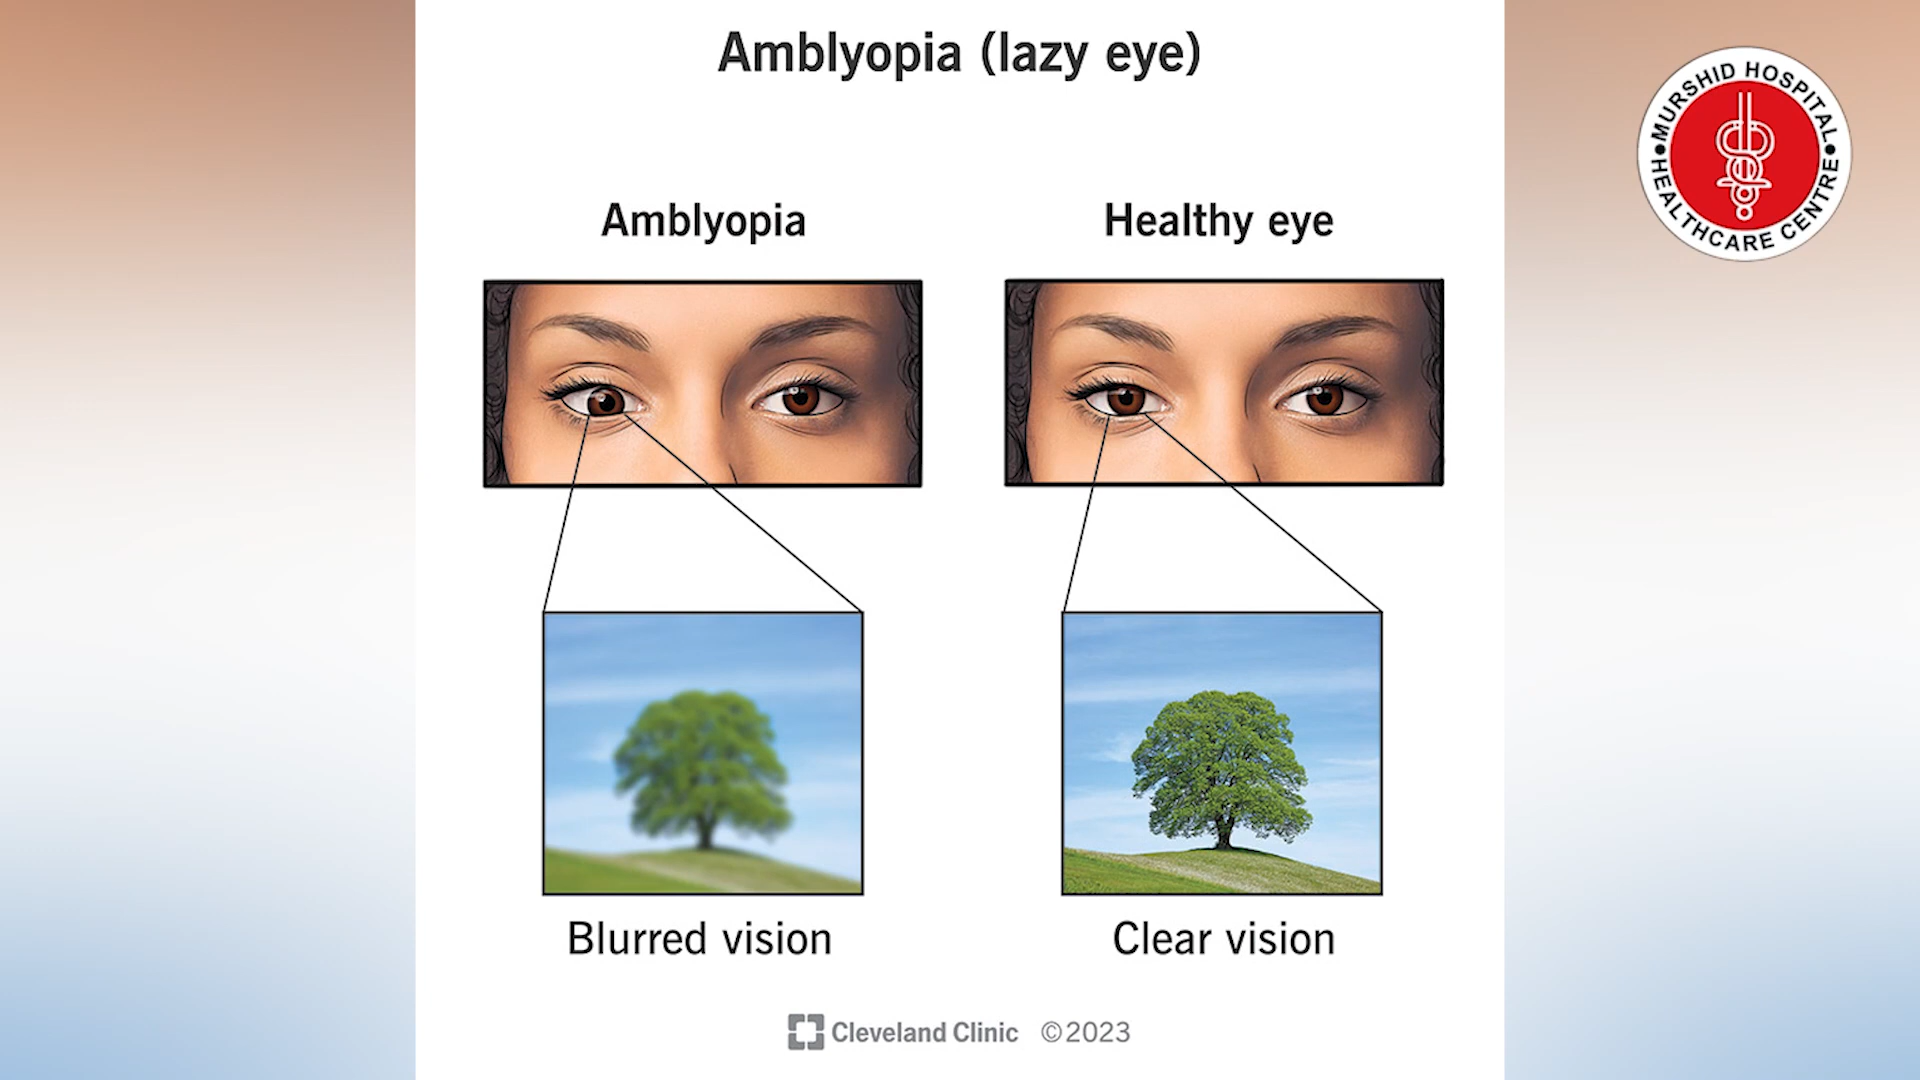 Amblyopia (lazy eye)
MURSHID HOSPITAL
HEALTHCARE CENTRE
Amblyopia
Healthy eye
Blurred vision
Clear vision
Cleveland Clinic ©2023